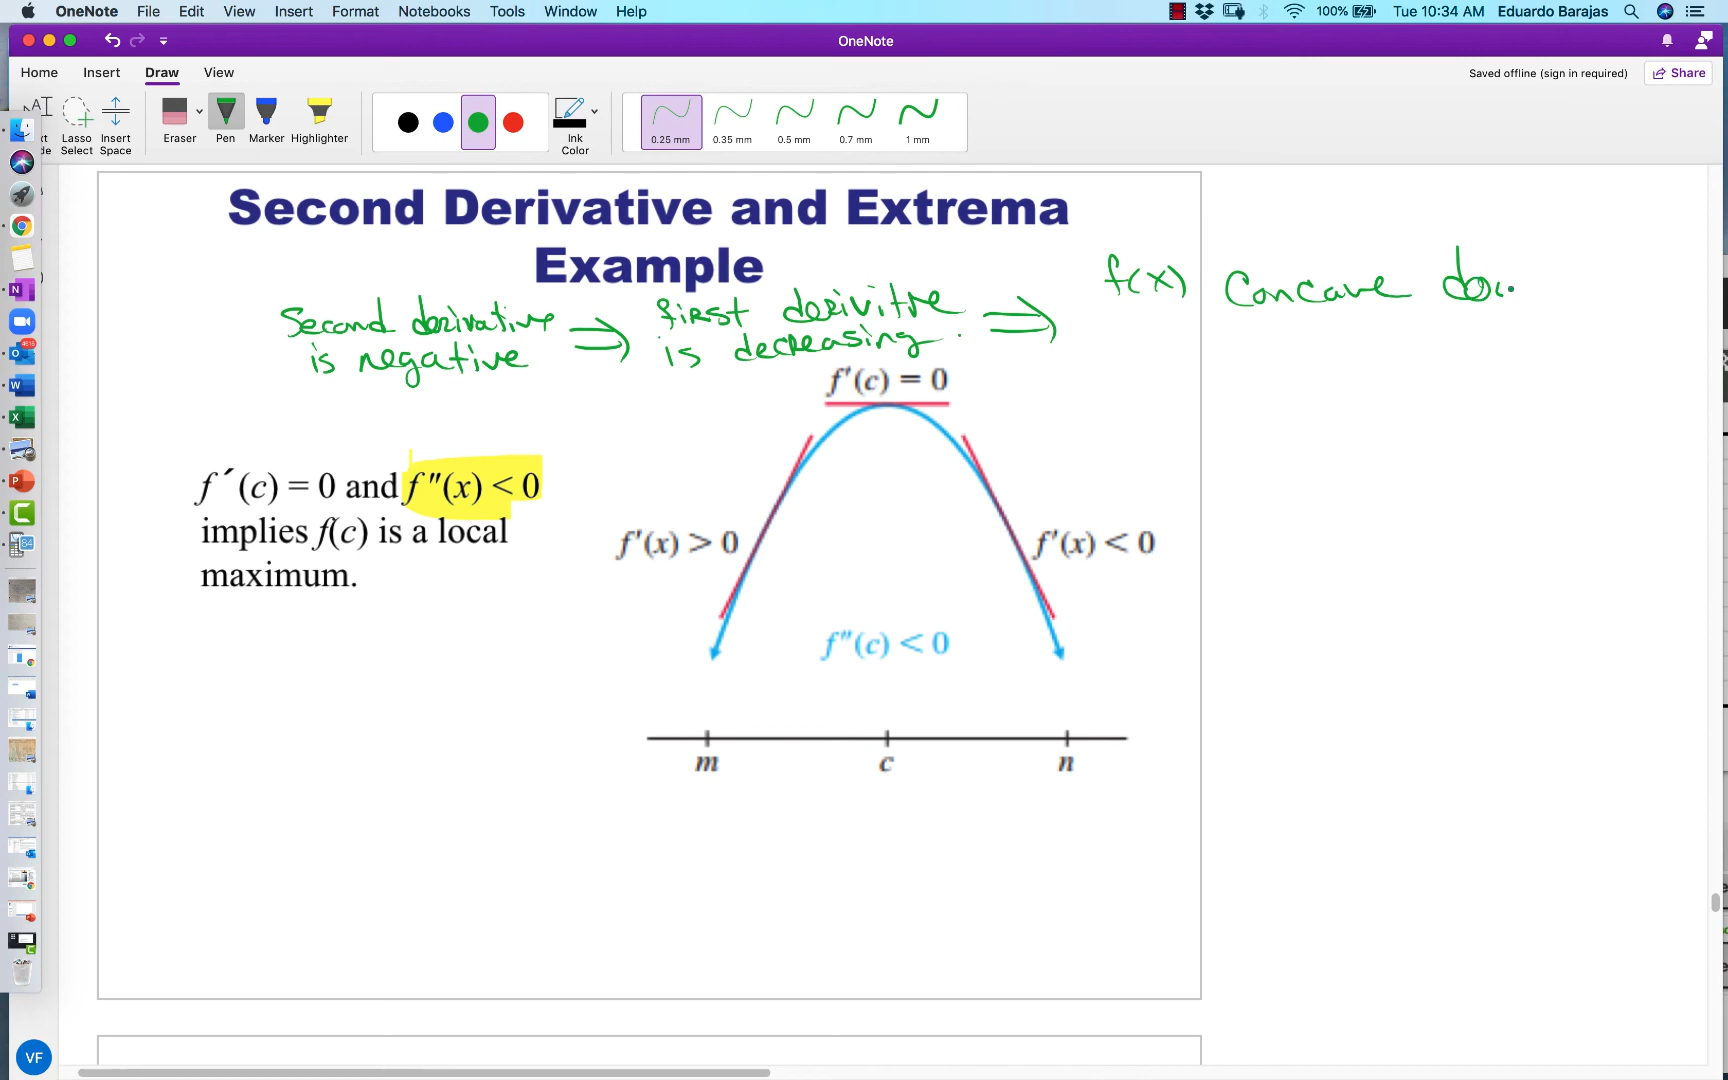 OneNote File Edit View Insert Format Notebooks Tools Window Help 100% Tue 10:34 AM Eduardo Barajas
OneNote
Home Insert Draw View Saved offline (sign in required) Share
Lasso Select Insert Space Eraser Pen Marker Highlighter Ink Color 0.25 mm 0.35 mm 0.5 mm 0.7 mm 1 mm
Second Derivative and Extrema
Example
f(x) Concave
Second derivative ⇒ first derivitve ⇒
is negative is decreasing.
f'(c) = 0
f´(c) = 0 and f"(x) < 0
implies f(c) is a local
maximum.
f'(x) > 0 f'(x) < 0
f"(c) < 0
m c n
VF